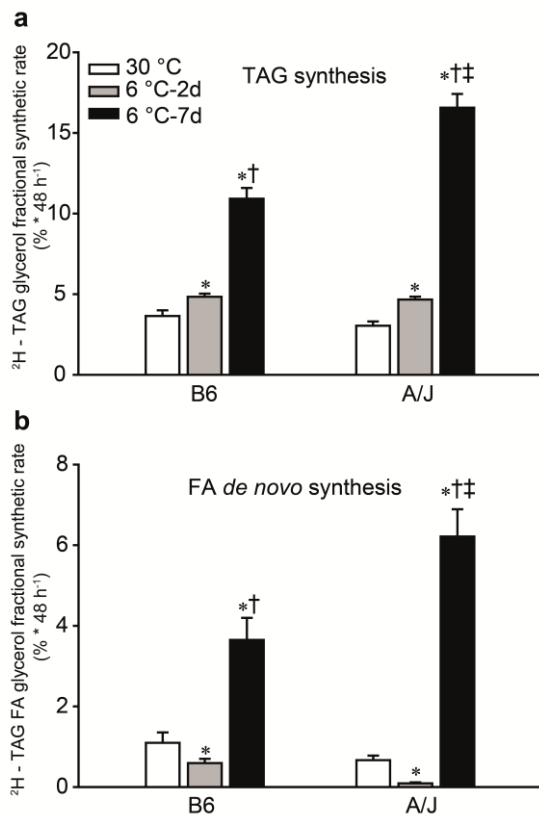 a
20
15
10
5
0
²H - TAG glycerol fractional synthetic rate
(% * 48 h⁻¹)
30 °C
6 °C-2d
6 °C-7d
TAG synthesis
*
*†
*
*†‡
B6
A/J
b
8
6
4
2
0
²H - TAG FA glycerol fractional synthetic rate
(% * 48 h⁻¹)
FA de novo synthesis
*
*†
*
*†‡
B6
A/J